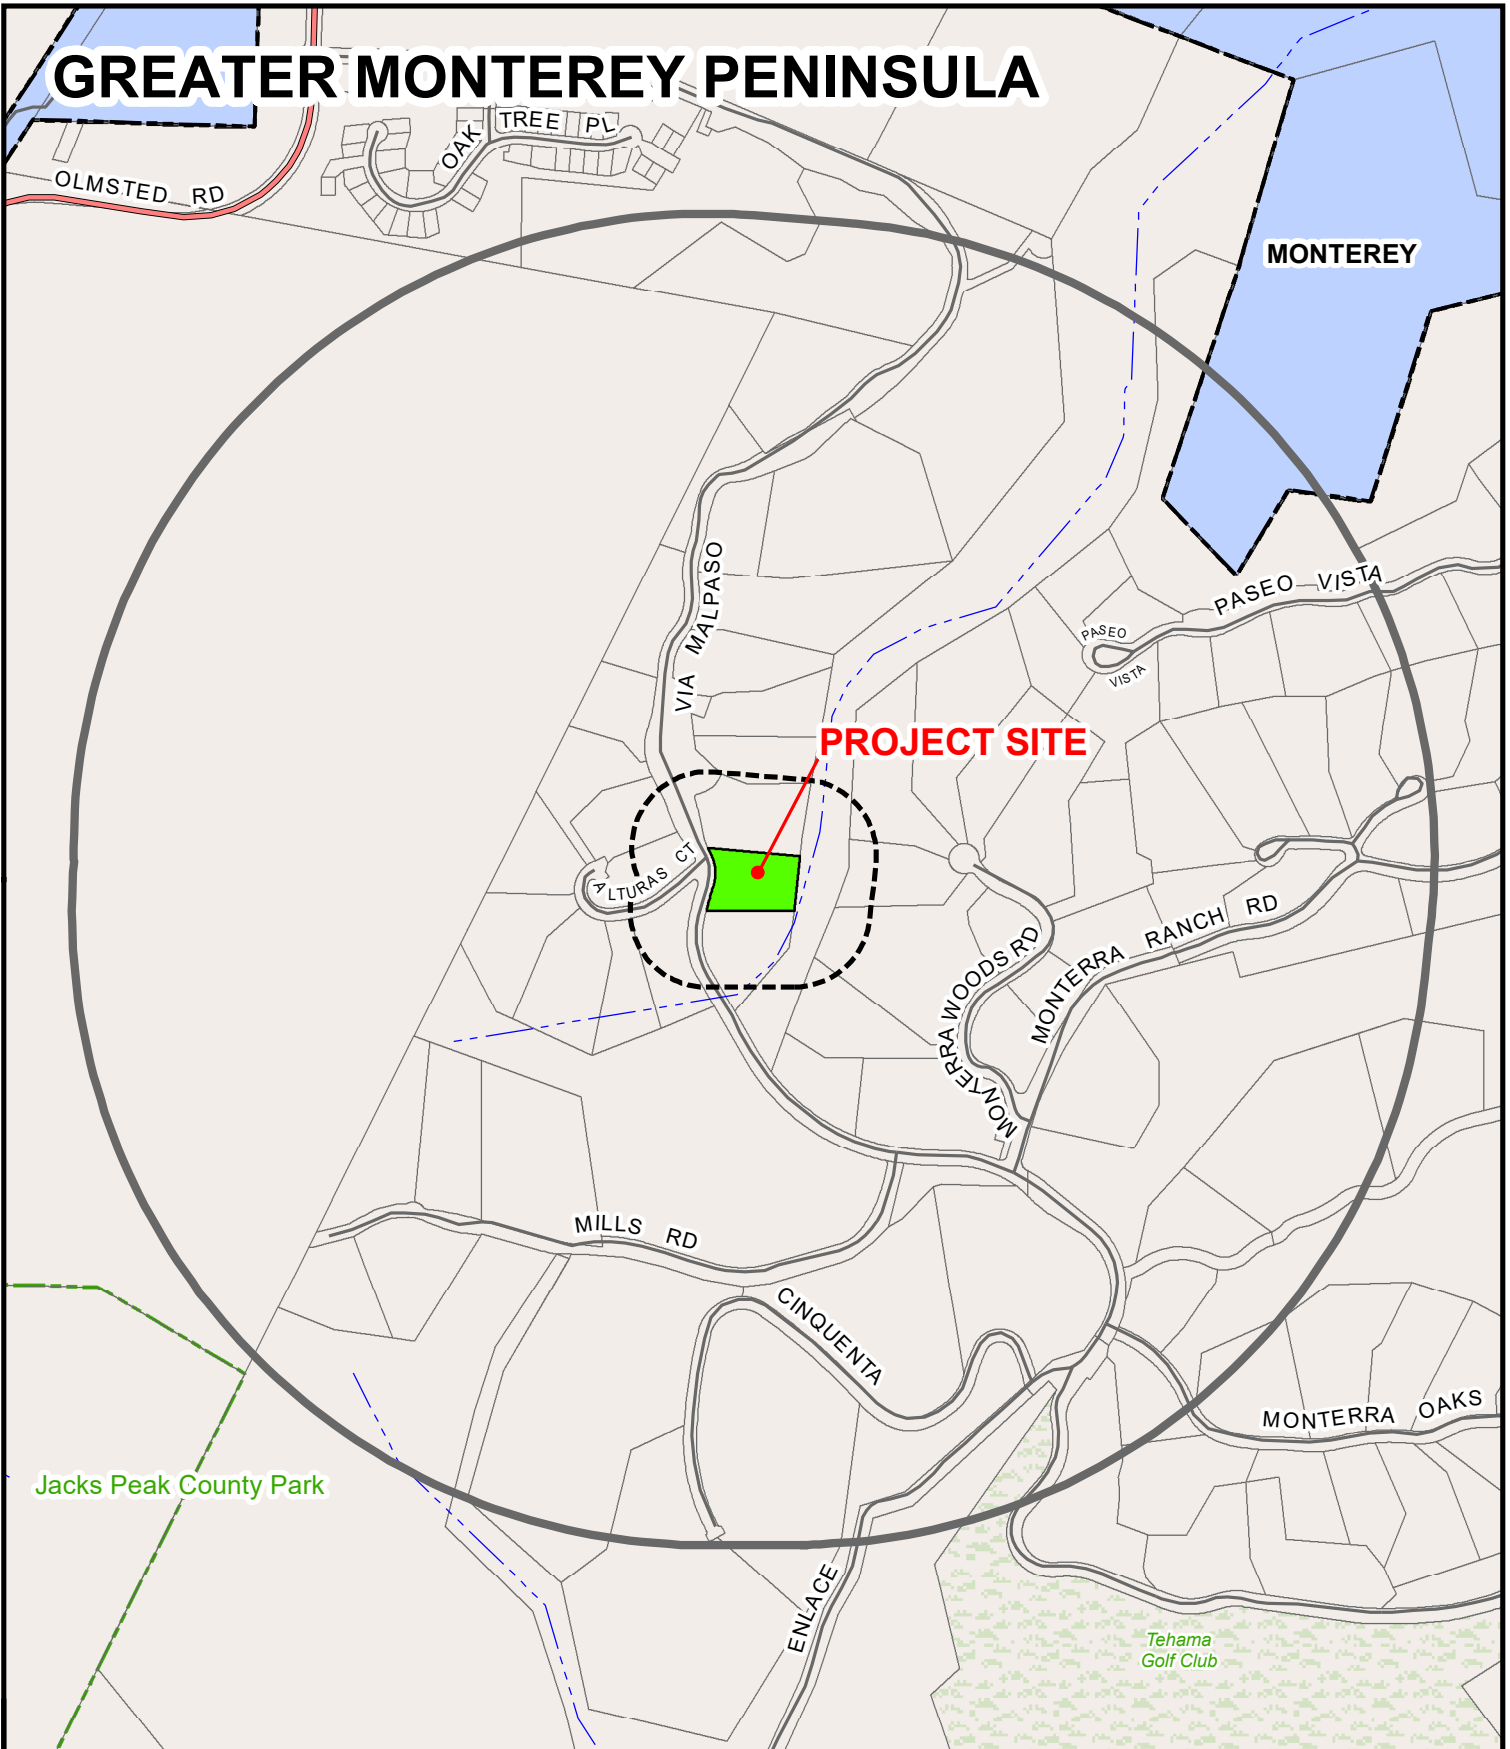 GREATER MONTEREY PENINSULA
OAK TREE PL
OLMSTED RD
MONTEREY
VIA MALPASO
PASEO VISTA
PASEO
VISTA
PROJECT SITE
ALTURAS CT
MONTERRA WOODS RD
MONTERRA RANCH RD
MILLS RD
CINQUENTA
MONTERRA OAKS
Jacks Peak County Park
ENLACE
Tehama
Golf Club